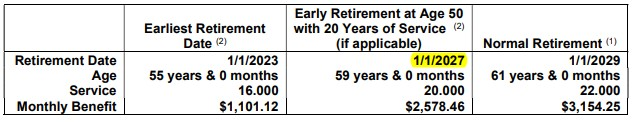 Earliest Retirement Date (2)
Early Retirement at Age 50 with 20 Years of Service (2) (if applicable)
Normal Retirement (1)
Retirement Date 1/1/2023 1/1/2027 1/1/2029
Age 55 years & 0 months 59 years & 0 months 61 years & 0 months
Service 16.000 20.000 22.000
Monthly Benefit $1,101.12 $2,578.46 $3,154.25